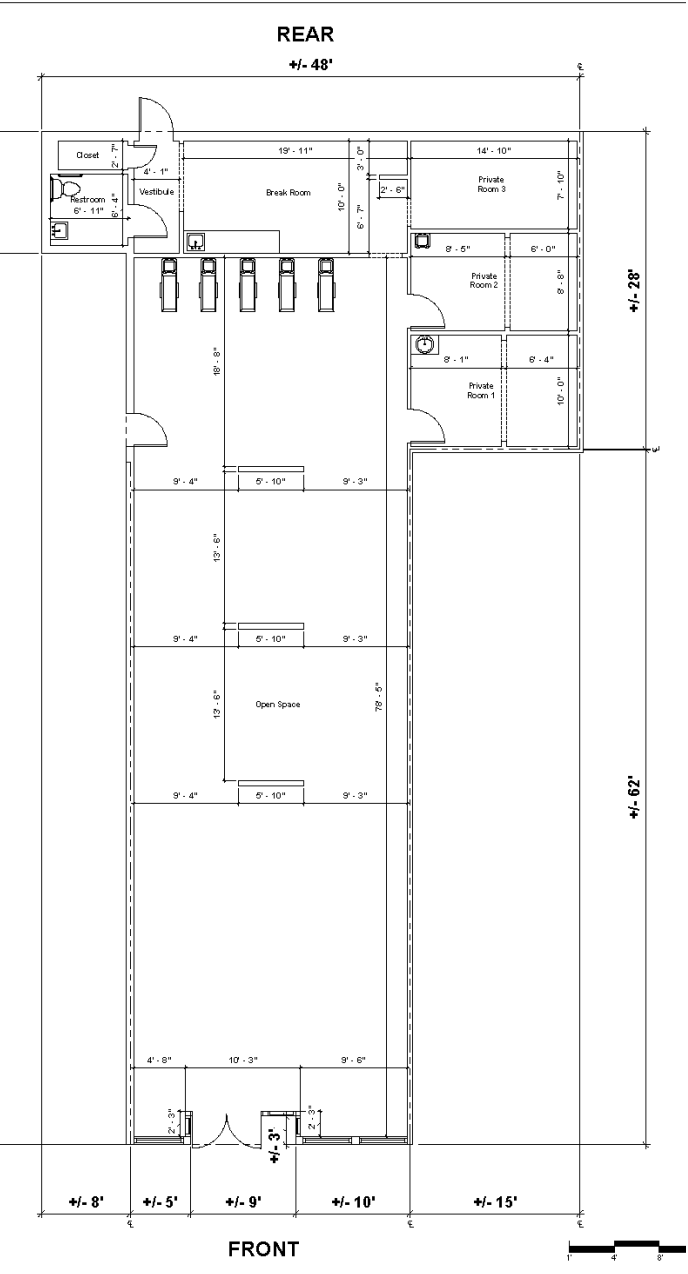 REAR
+/- 48'
Closet
2' - 7"
4' - 1"
19' - 11"
3' - 0"
14' - 10"
Restroom
6' - 11"
6' - 4"
Vestibule
Break Room
10' - 0"
2' - 6"
6' - 7"
Private
Room 3
7' - 10"
8' - 5"
6' - 0"
Private
Room 2
8' - 8"
+/- 28'
18' - 8"
8' - 1"
6' - 4"
Private
Room 1
10' - 0"
9' - 4"
5' - 10"
9' - 3"
13' - 6"
9' - 4"
5' - 10"
9' - 3"
13' - 6"
Open Space
78' - 5"
9' - 4"
5' - 10"
9' - 3"
+/- 62'
4' - 8"
10' - 3"
9' - 6"
2' - 3"
+/- 3'
2' - 3"
+/- 8'
+/- 5'
+/- 9'
+/- 10'
+/- 15'
FRONT
1'
4'
8'